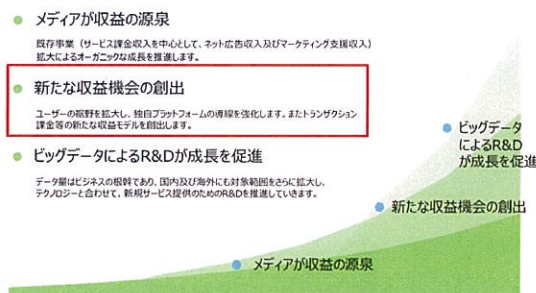 メディアが収益の源泉
既存事業（サービス課金収入を中心として、ネット広告収入及びマーケティング支援収入）
拡大によるオーガニックな成長を推進します。
新たな収益機会の創出
ユーザーの裾野を拡大し、独自プラットフォームの導線を強化します。またトランザクション
課金等の新たな収益モデルを創出します。
ビッグデータによるR&Dが成長を促進
データ量はビジネスの根幹であり、国内及び海外にも対象範囲をさらに拡大し、
テクノロジーと合わせて、新規サービス提供のためのR&Dを推進していきます。
ビッグデータ
によるR&D
が成長を促進
新たな収益機会の創出
メディアが収益の源泉